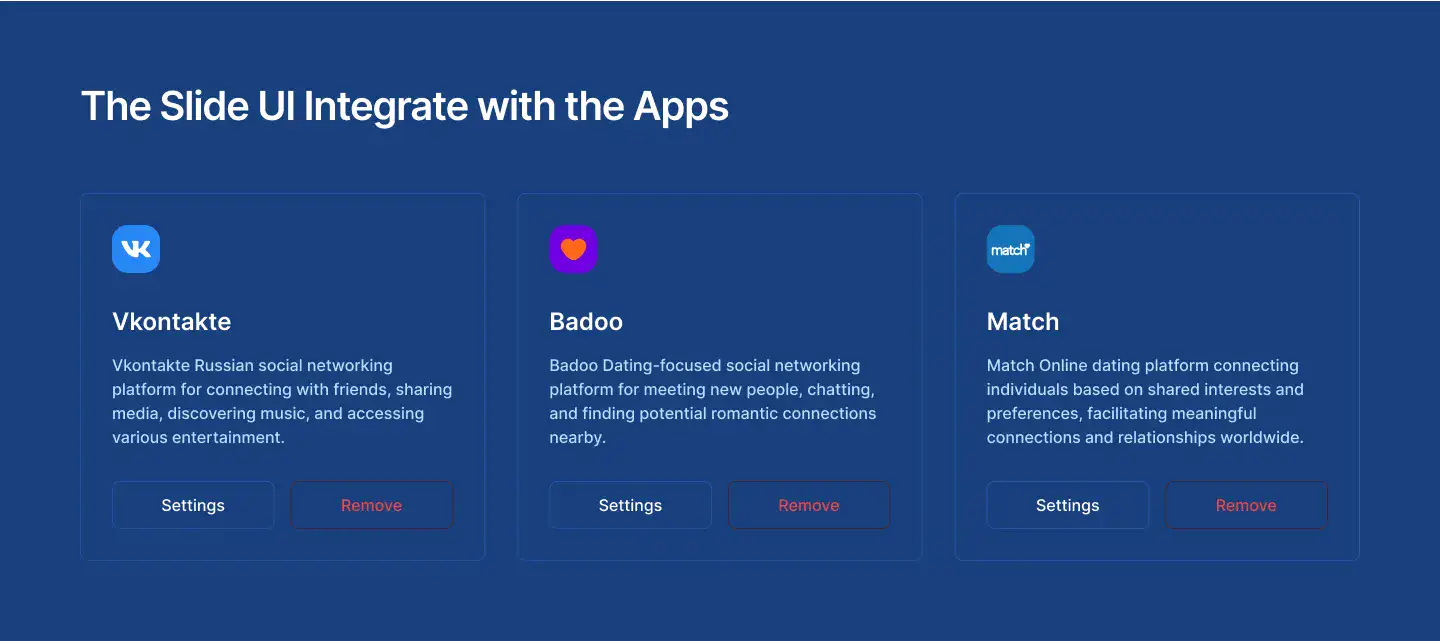 The Slide UI Integrate with the Apps
VK
Vkontakte
Vkontakte Russian social networking
platform for connecting with friends, sharing
media, discovering music, and accessing
various entertainment.
Settings
Remove
Badoo
Badoo Dating-focused social networking
platform for meeting new people, chatting,
and finding potential romantic connections
nearby.
Settings
Remove
match
Match
Match Online dating platform connecting
individuals based on shared interests and
preferences, facilitating meaningful
connections and relationships worldwide.
Settings
Remove